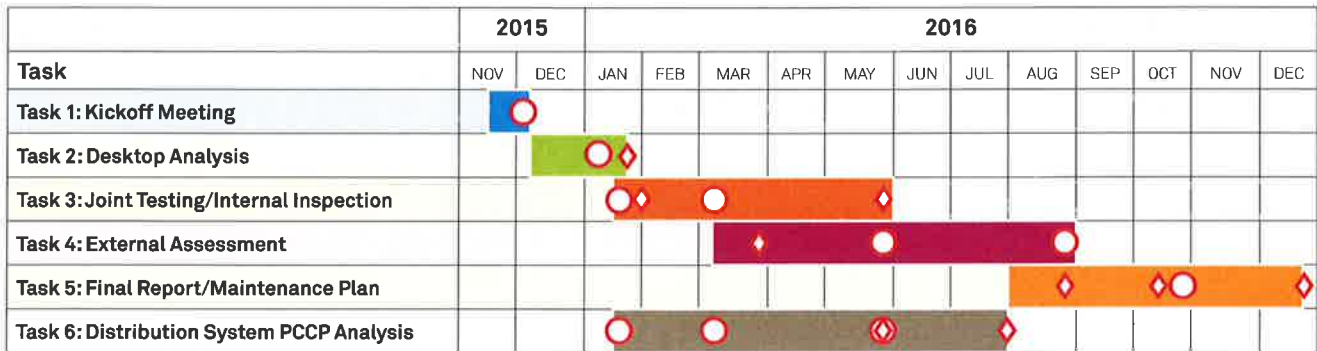 2015 2016
Task NOV DEC JAN FEB MAR APR MAY JUN JUL AUG SEP OCT NOV DEC
Task 1: Kickoff Meeting
Task 2: Desktop Analysis
Task 3: Joint Testing/Internal Inspection
Task 4: External Assessment
Task 5: Final Report/Maintenance Plan
Task 6: Distribution System PCCP Analysis